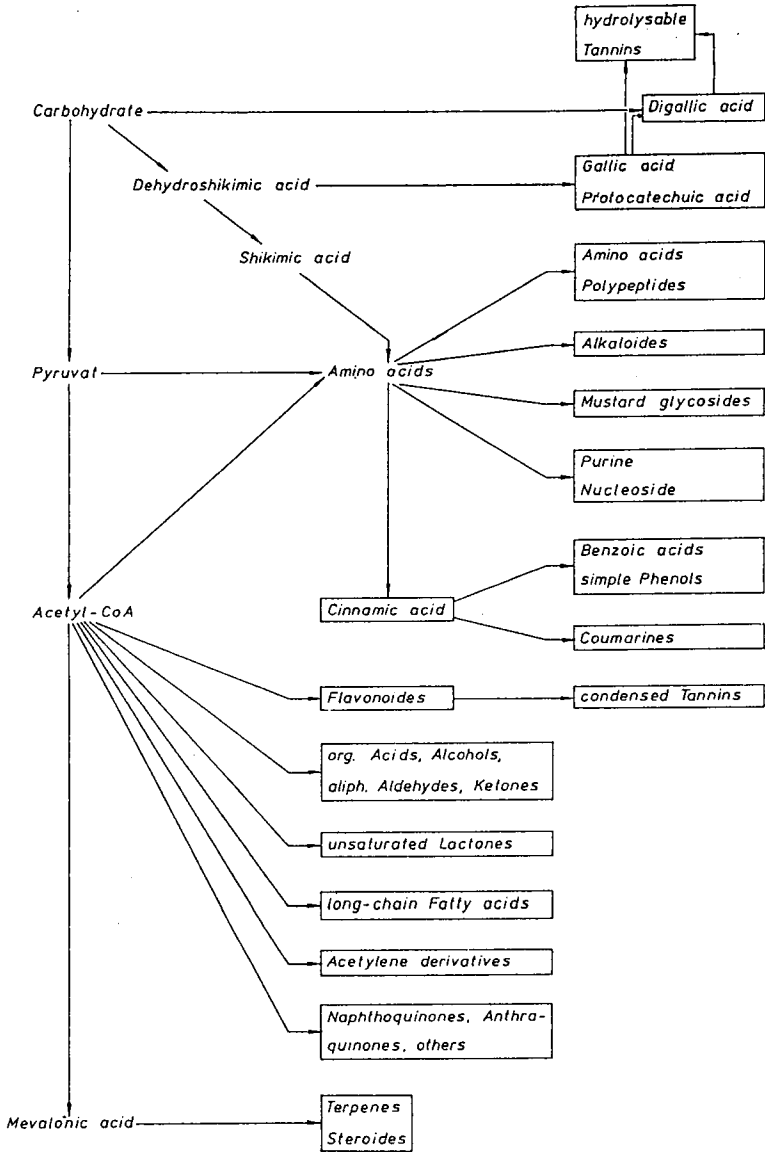 hydrolysable
Tannins
Carbohydrate
Digallic acid
Gallic acid
Dehydroshikimic acid
Protocatechuic acid
Shikimic acid
Amino acids
Polypeptides
Alkaloides
Pyruvat
Amino acids
Mustard glycosides
Purine
Nucleoside
Benzoic acids
simple Phenols
Acetyl-CoA
Cinnamic acid
Coumarines
Flavonoides
condensed Tannins
org. Acids, Alcohols,
aliph. Aldehydes, Ketones
unsaturated Lactones
long-chain Fatty acids
Acetylene derivatives
Naphthoquinones, Anthra-
quinones, others
Mevalonic acid
Terpenes
Steroides